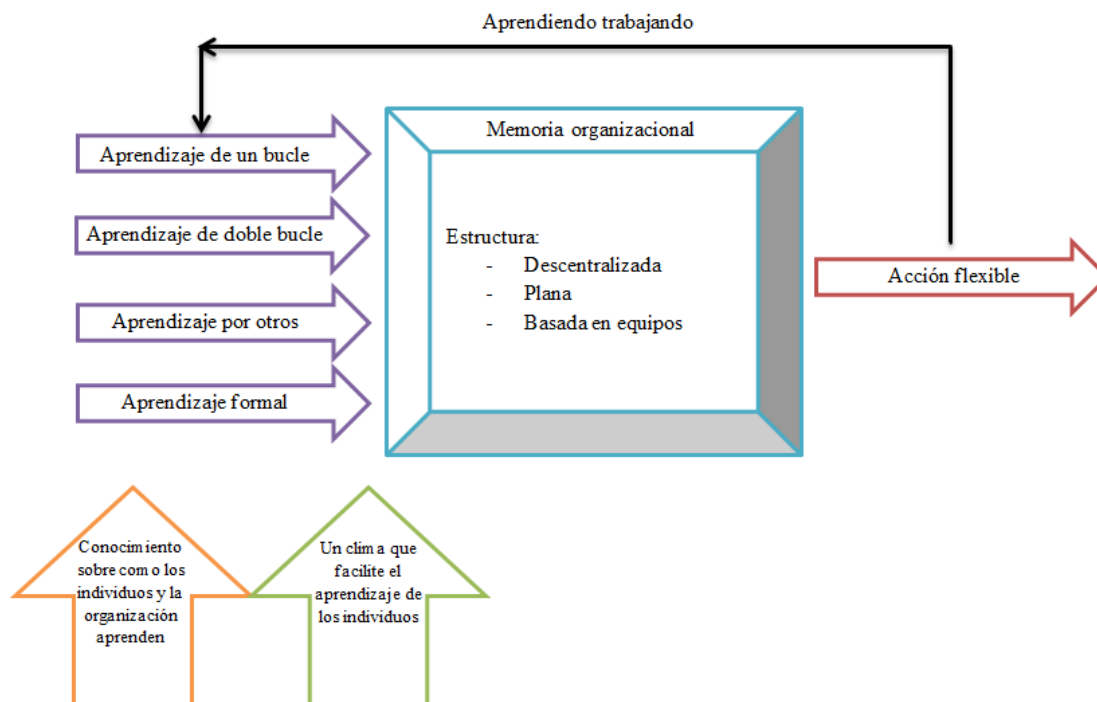 Aprendiendo trabajando
Memoria organizacional
Aprendizaje de un bucle
Aprendizaje de doble bucle
Aprendizaje por otros
Aprendizaje formal
Estructura:
- Descentralizada
- Plana
- Basada en equipos
Acción flexible
Conocimiento
sobre como los
individuos y la
organización
aprenden
Un clima que
facilite el
aprendizaje de
los individuos